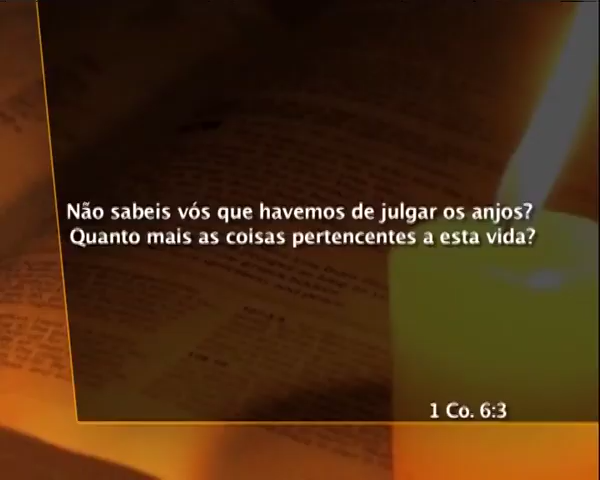 Não sabeis vós que havemos de julgar os anjos?
Quanto mais as coisas pertencentes a esta vida?
1 Co. 6:3